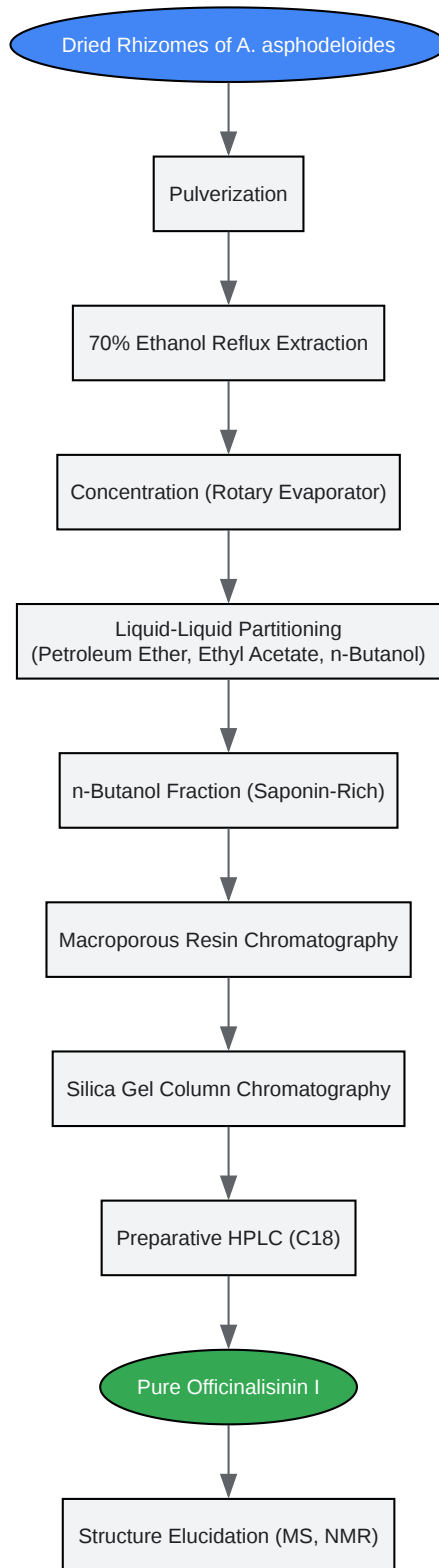 Dried Rhizomes of A. asphodeloides
Pulverization
70% Ethanol Reflux Extraction
Concentration (Rotary Evaporator)
Liquid-Liquid Partitioning
(Petroleum Ether, Ethyl Acetate, n-Butanol)
n-Butanol Fraction (Saponin-Rich)
Macroporous Resin Chromatography
Silica Gel Column Chromatography
Preparative HPLC (C18)
Pure Officinalisinin I
Structure Elucidation (MS, NMR)